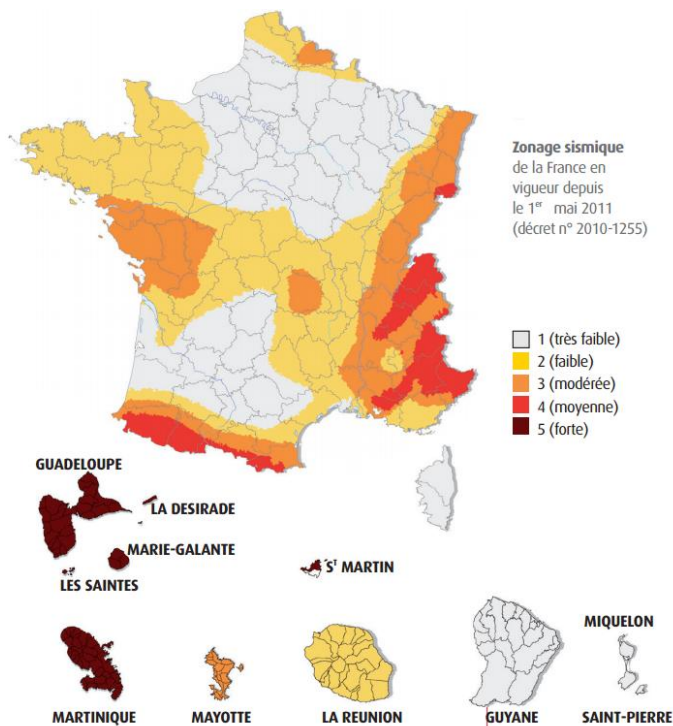 Zonage sismique
de la France en
vigueur depuis
le 1er mai 2011
(décret n° 2010-1255)
1 (très faible)
2 (faible)
3 (modérée)
4 (moyenne)
5 (forte)
GUADELOUPE
LA DESIRADE
MARIE-GALANTE
LES SAINTES
ST MARTIN
MIQUELON
MARTINIQUE
MAYOTTE
LA REUNION
GUYANE
SAINT-PIERRE